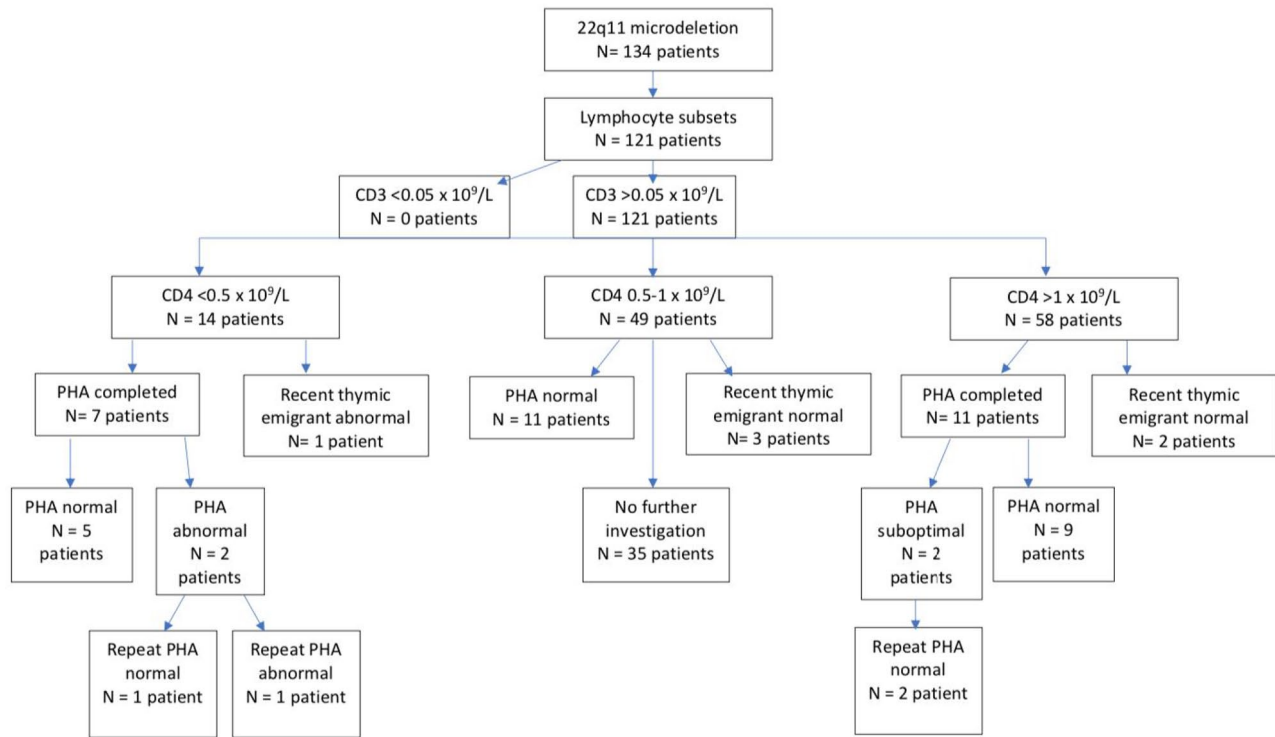 22q11 microdeletion
N= 134 patients
Lymphocyte subsets
N = 121 patients
CD3 <0.05 x 10⁹/L
N = 0 patients
CD3 >0.05 x 10⁹/L
N = 121 patients
CD4 <0.5 x 10⁹/L
N = 14 patients
CD4 0.5-1 x 10⁹/L
N = 49 patients
CD4 >1 x 10⁹/L
N = 58 patients
PHA completed
N= 7 patients
Recent thymic
emigrant abnormal
N= 1 patient
PHA normal
N = 11 patients
Recent thymic
emigrant normal
N = 3 patients
PHA completed
N= 11 patients
Recent thymic
emigrant normal
N= 2 patients
PHA normal
N = 5
patients
PHA
abnormal
N = 2
patients
No further
investigation
N = 35 patients
PHA
suboptimal
N = 2
patients
PHA normal
N = 9
patients
Repeat PHA
normal
N = 1 patient
Repeat PHA
abnormal
N = 1 patient
Repeat PHA
normal
N = 2 patient